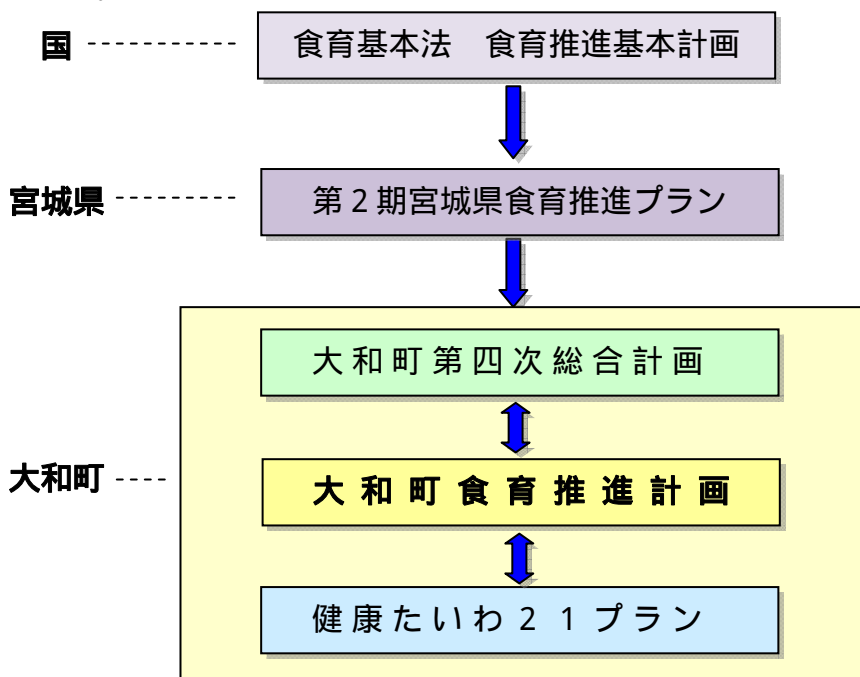 国 食育基本法 食育推進基本計画
宮城県 第2期宮城県食育推進プラン
大和町第四次総合計画
大和町 大和町食育推進計画
健康たいわ21プラン